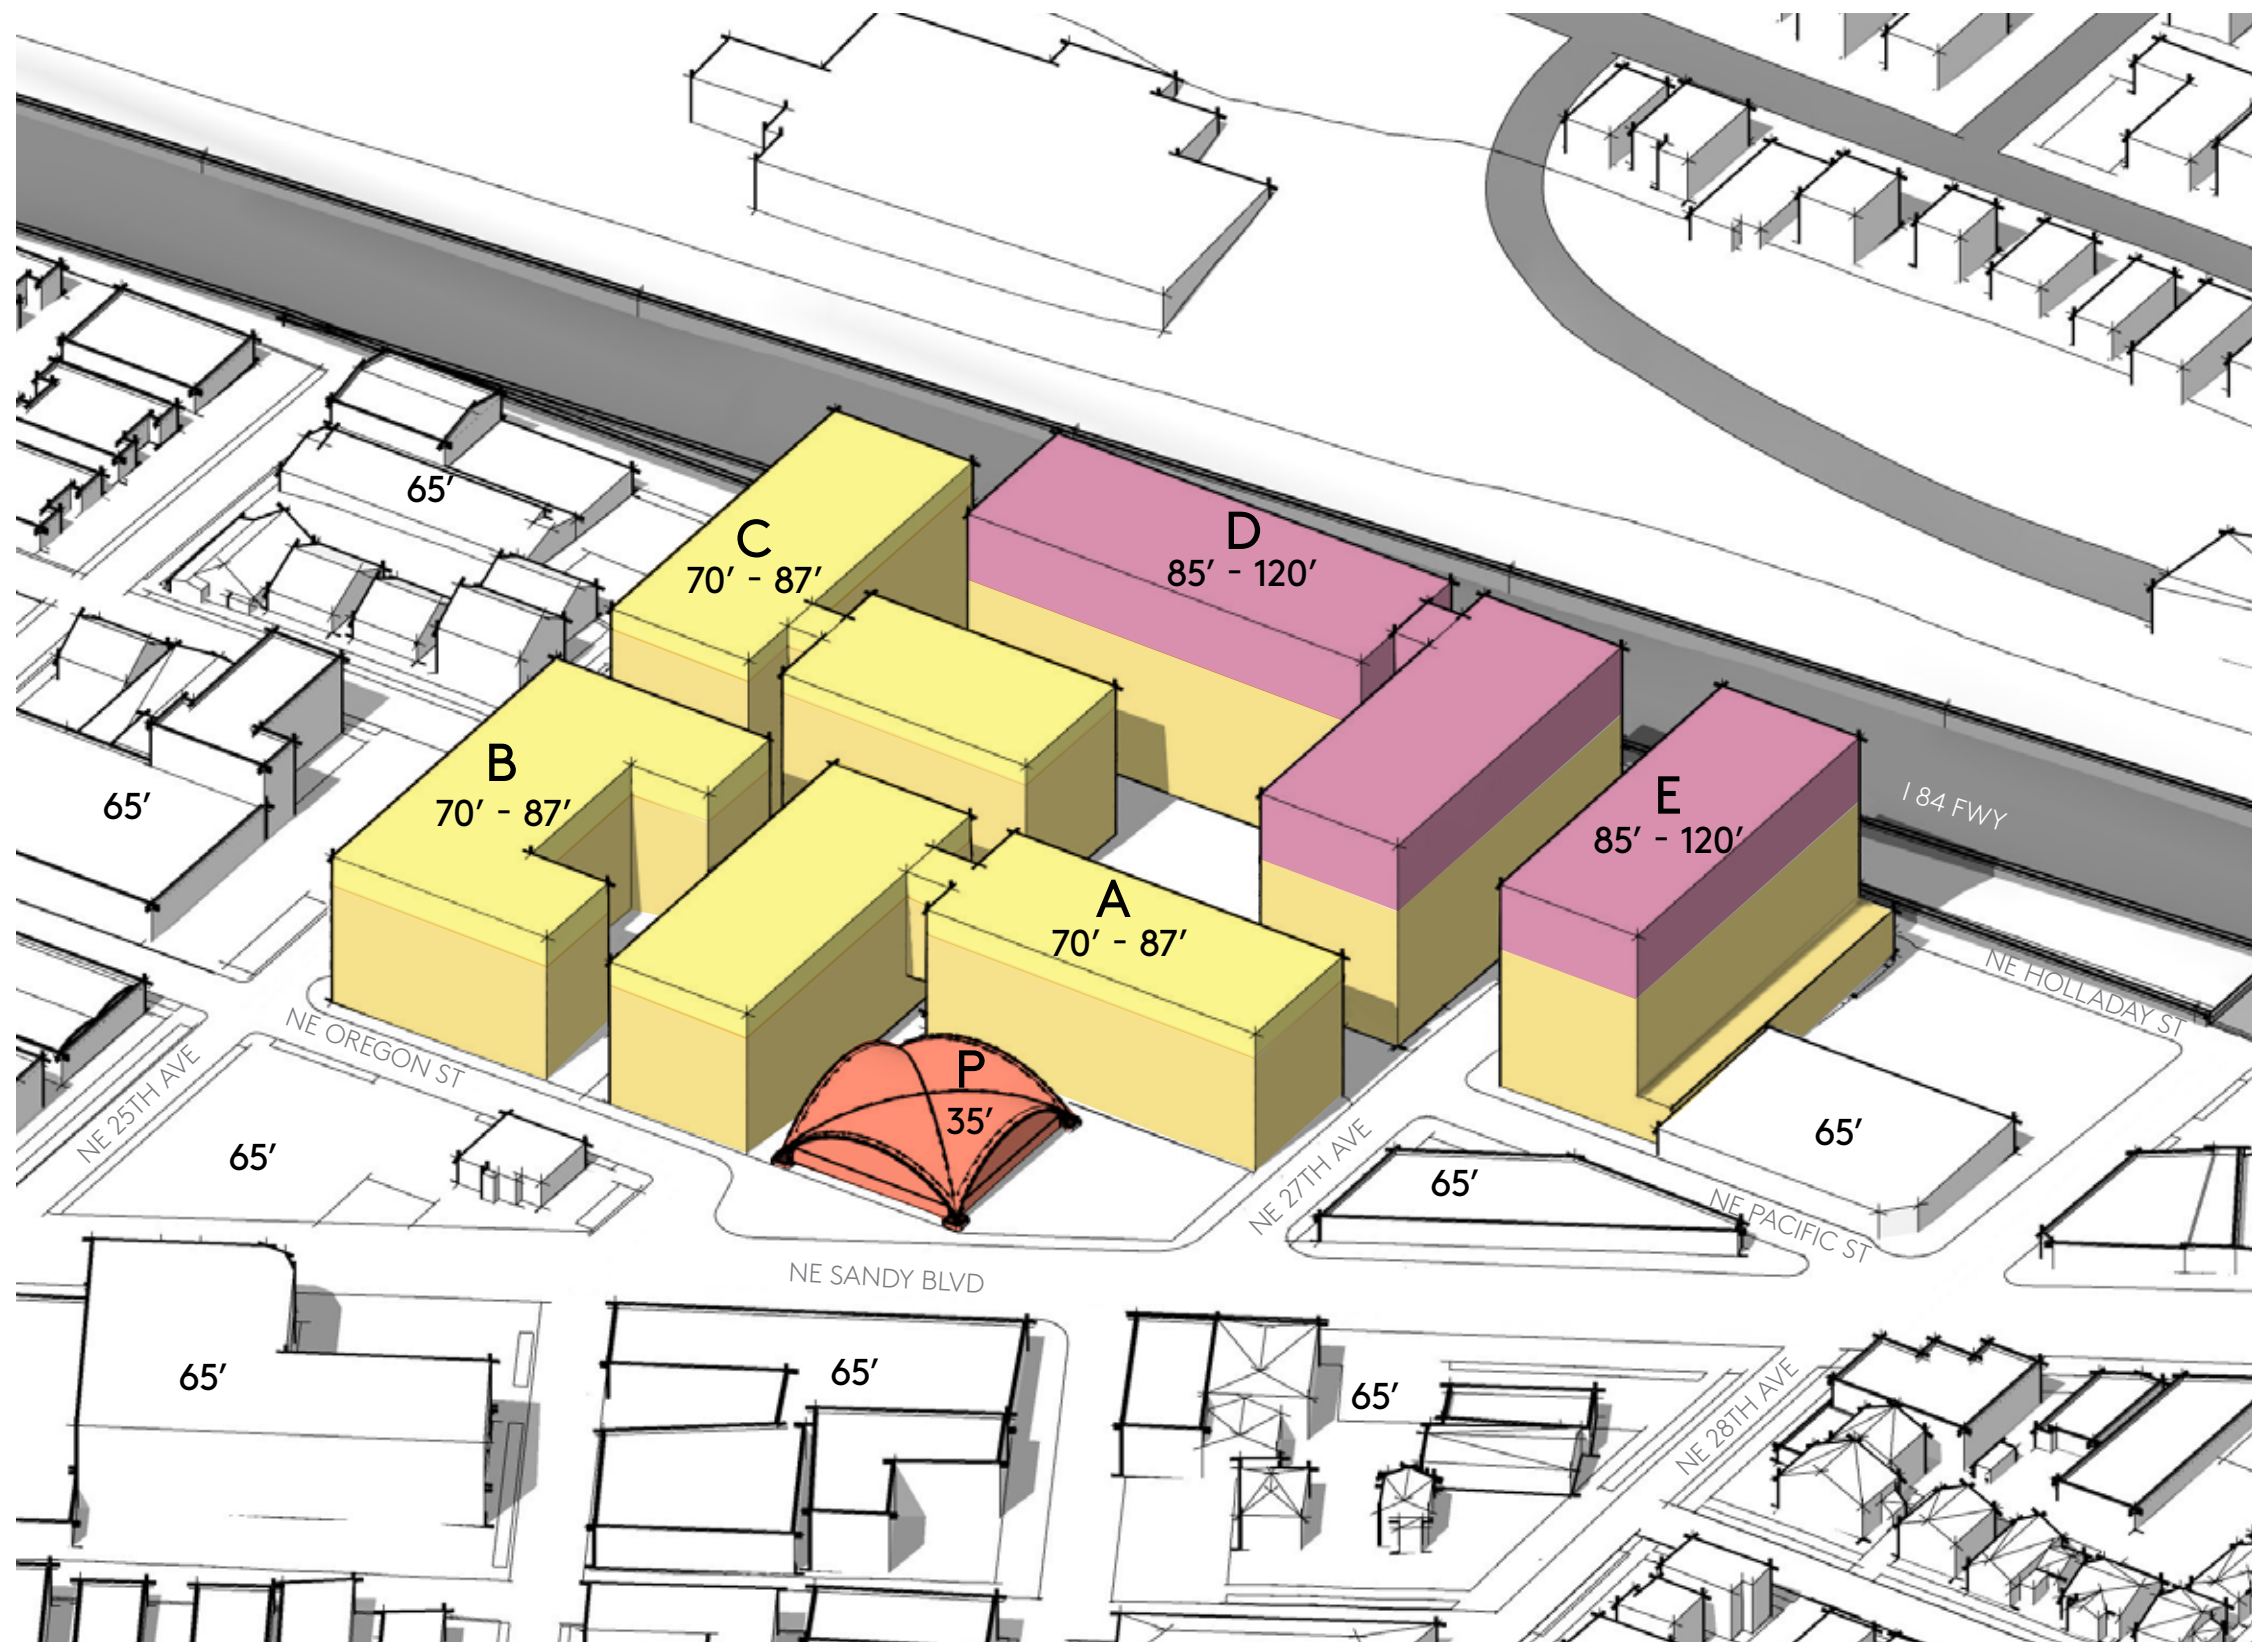 65'
C
70' - 87'
D
85' - 120'
B
70' - 87'
65'
E
85' - 120'
I 84 FWY
A
70' - 87'
NE HOLLADAY ST
NE OREGON ST
NE 25TH AVE
P
35'
65'
65'
NE 27TH AVE
65'
NE PACIFIC ST
NE SANDY BLVD
65'
65'
65'
NE 28TH AVE